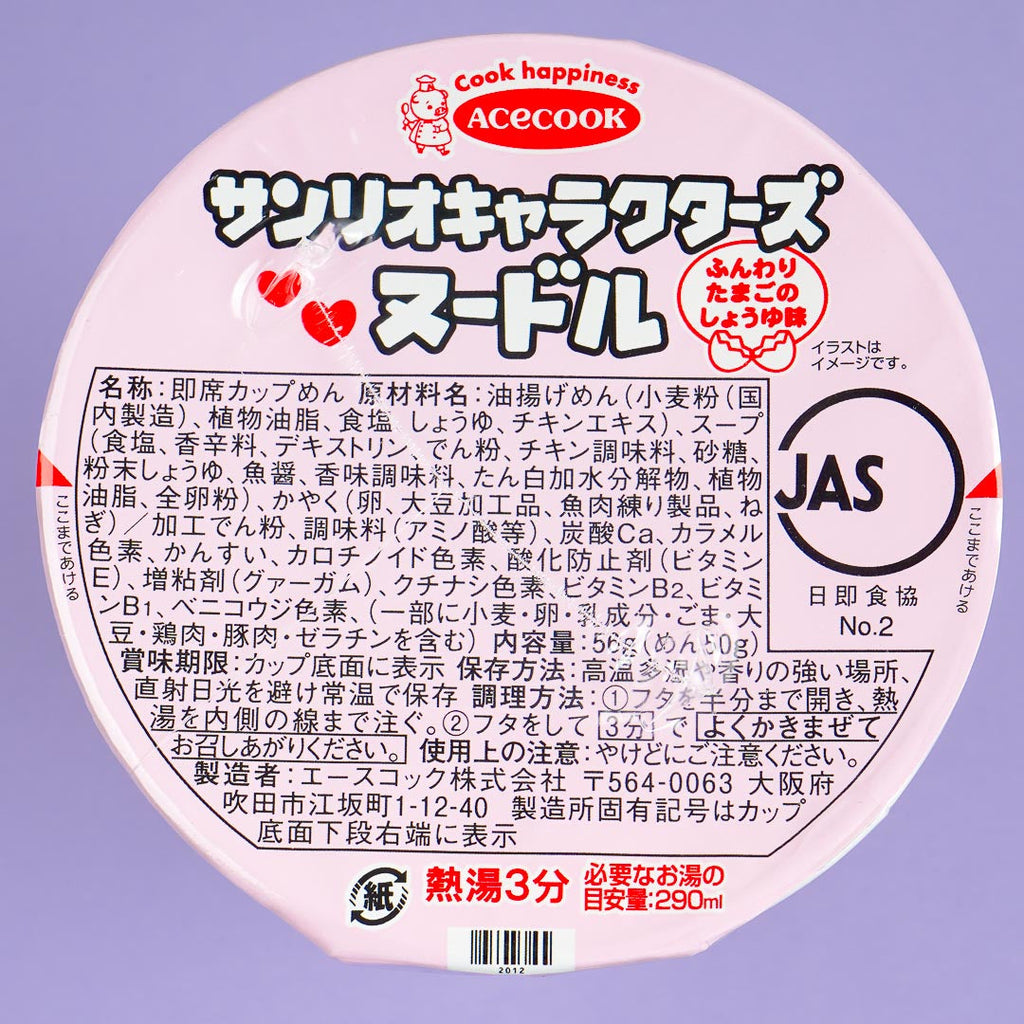 Cook happiness
ACECOOK
サンリオキャラクターズ
ヌードル
ふんわり
たまごの
しょうゆ味
イラストは
イメージです。
名称:即席カップめん 原材料名:油揚げめん(小麦粉(国
内製造)、植物油脂、食塩、しょうゆ、チキンエキス)、スープ
(食塩、香辛料、デキストリン、でん粉、チキン調味料、砂糖、
粉末しょうゆ、魚醤、香味調味料、たん白加水分解物、植物
油脂、全卵粉)、かやく(卵、大豆加工品、魚肉練り製品、ね
ぎ)/加工でん粉、調味料(アミノ酸等)、炭酸Ca、カラメル
色素、かんすい、カロチノイド色素、酸化防止剤(ビタミン
E)、増粘剤(グァーガム)、クチナシ色素、ビタミンB2、ビタミ
ンB1、ベニコウジ色素、(一部に小麦・卵・乳成分・ごま・大
豆・鶏肉・豚肉・ゼラチンを含む) 内容量:56g(めん50g)
賞味期限:カップ底面に表示 保存方法:高温多湿や香りの強い場所、
直射日光を避け常温で保存 調理方法:①フタを半分まで開き、熱
湯を内側の線まで注ぐ。②フタをして3分で よくかきまぜて
お召しあがりください。 使用上の注意:やけどにご注意ください。
製造者:エースコック株式会社 〒564-0063 大阪府
吹田市江坂町1-12-40 製造所固有記号はカップ
底面下段右端に表示
JAS
日即食協
No.2
ここまであける
ここまであける
紙
熱湯3分
必要なお湯の
目安量:290ml
2012